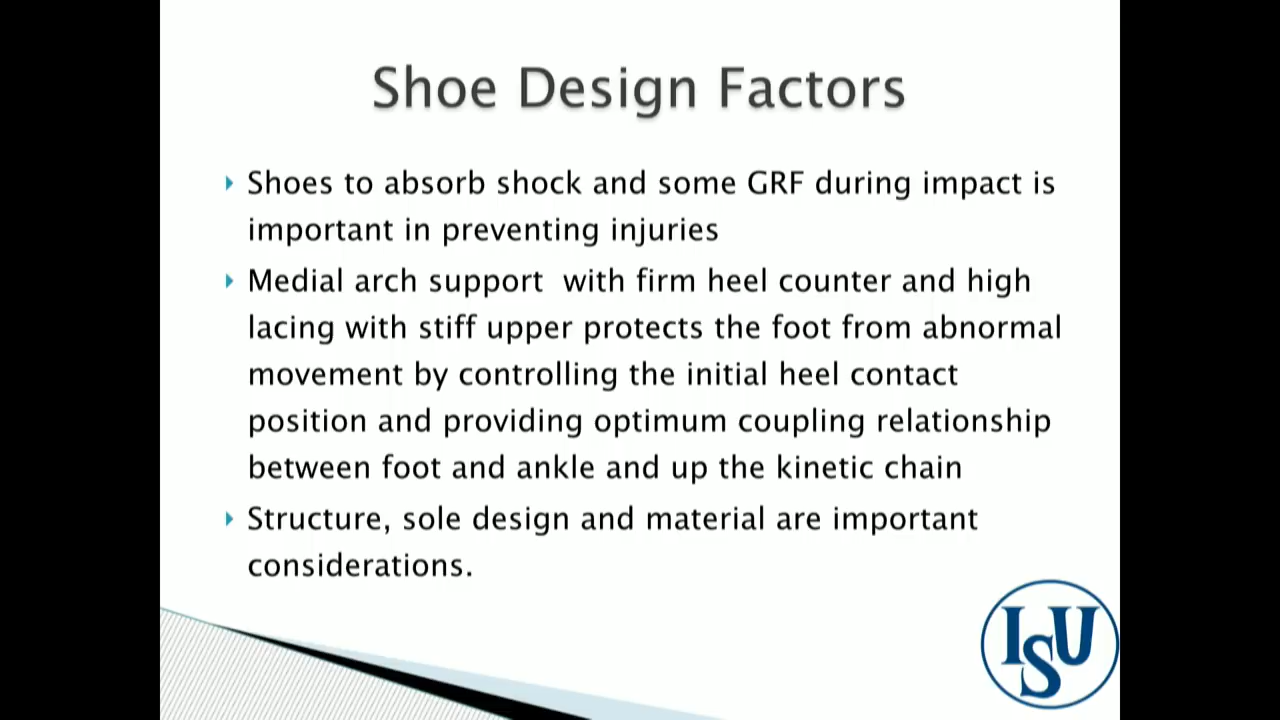 Shoe Design Factors
Shoes to absorb shock and some GRF during impact is
important in preventing injuries
Medial arch support  with firm heel counter and high
lacing with stiff upper protects the foot from abnormal
movement by controlling the initial heel contact
position and providing optimum coupling relationship
between foot and ankle and up the kinetic chain
Structure, sole design and material are important
considerations.
ISU